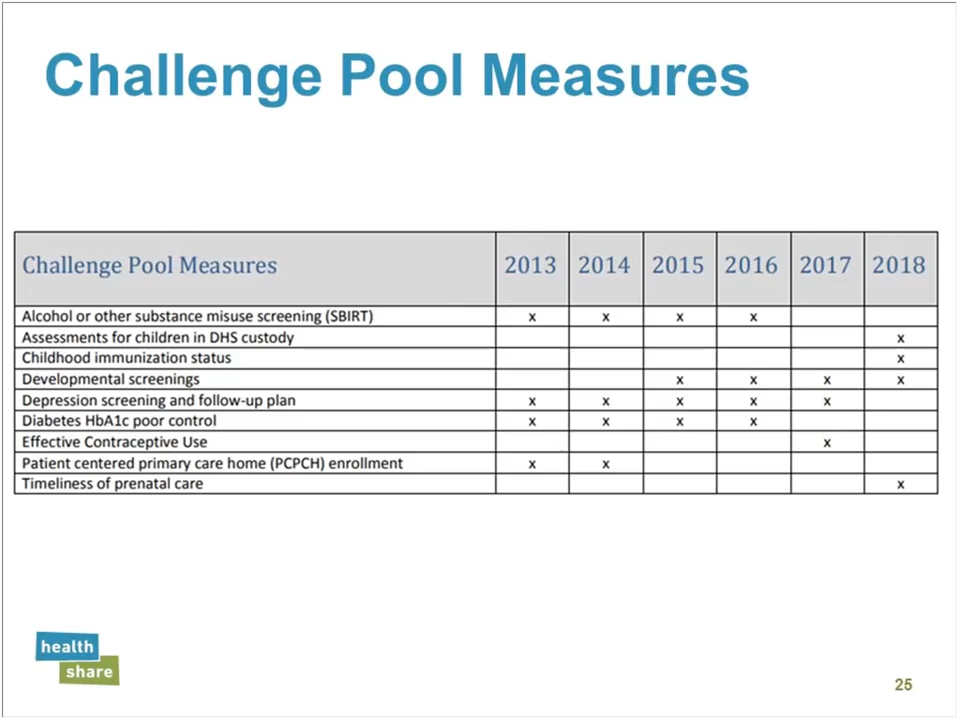 Challenge Pool Measures
Challenge Pool Measures 2013 2014 2015 2016 2017 2018
Alcohol or other substance misuse screening (SBIRT) x x x x
Assessments for children in DHS custody x
Childhood immunization status x
Developmental screenings x x x x
Depression screening and follow-up plan x x x x x
Diabetes HbA1c poor control x x x x
Effective Contraceptive Use x
Patient centered primary care home (PCPCH) enrollment x x
Timeliness of prenatal care x
health
share
25